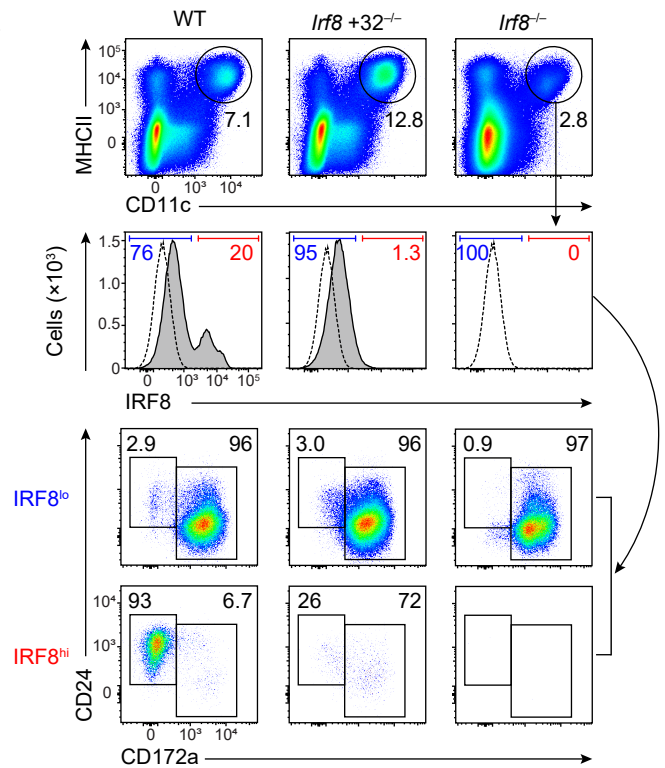 WT Irf8 +32–/– Irf8–/–
10⁵
10⁴
10³
0
7.1 12.8 2.8
MHCII
0 10³ 10⁴
CD11c
1.5 76 20 95 1.3 100 0
1.0
0.5
0
Cells (×10³)
0 10³ 10⁴ 10⁵
IRF8
2.9 96 3.0 96 0.9 97
IRF8lo
93 6.7 26 72
10⁴
10³
0
IRF8hi
CD24
0 10³ 10⁴
CD172a